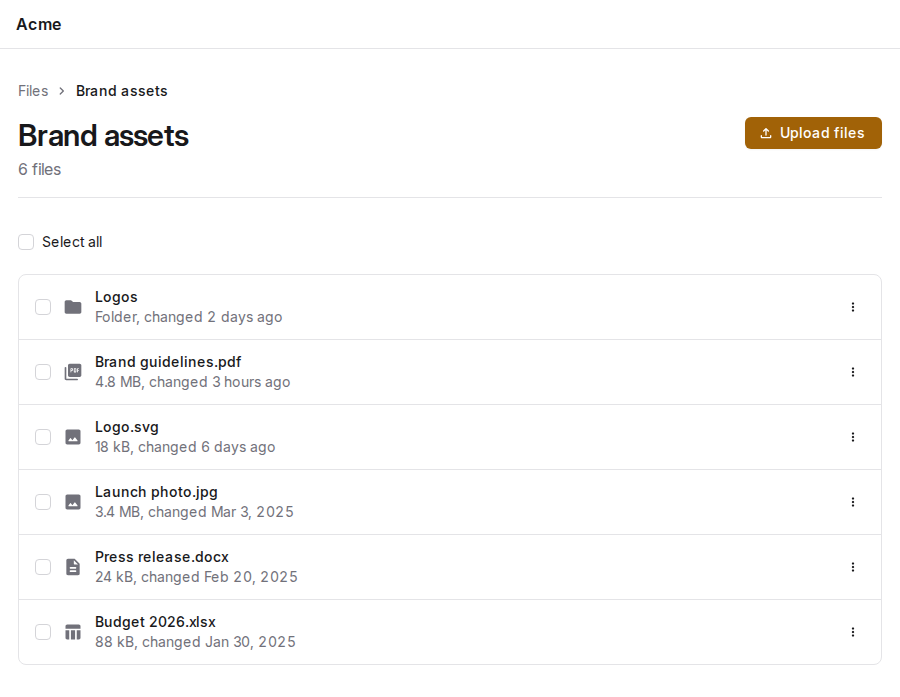 Acme
Files > Brand assets
Brand assets
Upload files
6 files
Select all
Logos
Folder, changed 2 days ago
Brand guidelines.pdf
4.8 MB, changed 3 hours ago
Logo.svg
18 kB, changed 6 days ago
Launch photo.jpg
3.4 MB, changed Mar 3, 2025
Press release.docx
24 kB, changed Feb 20, 2025
Budget 2026.xlsx
88 kB, changed Jan 30, 2025